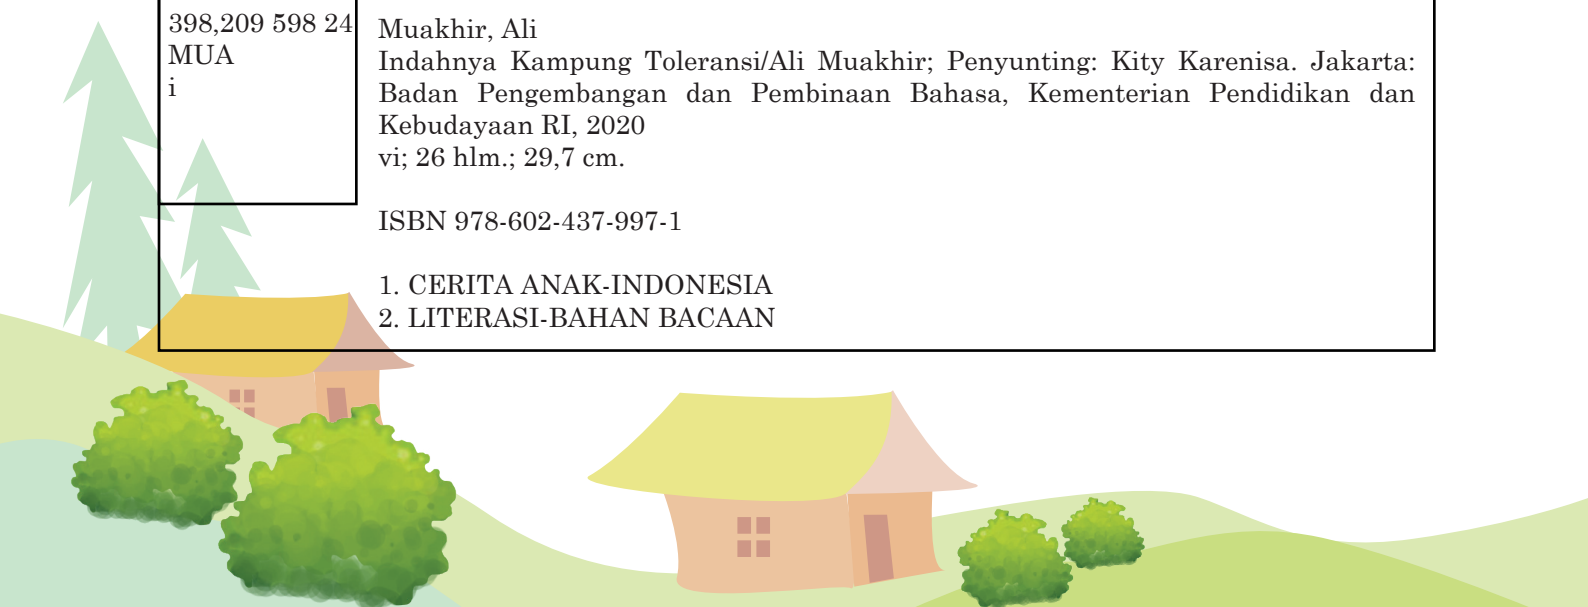 398,209 598 24
MUA
i
Muakhir, Ali
Indahnya Kampung Toleransi/Ali Muakhir; Penyunting: Kity Karenisa. Jakarta:
Badan Pengembangan dan Pembinaan Bahasa, Kementerian Pendidikan dan
Kebudayaan RI, 2020
vi; 26 hlm.; 29,7 cm.
ISBN 978-602-437-997-1
1. CERITA ANAK-INDONESIA
2. LITERASI-BAHAN BACAAN